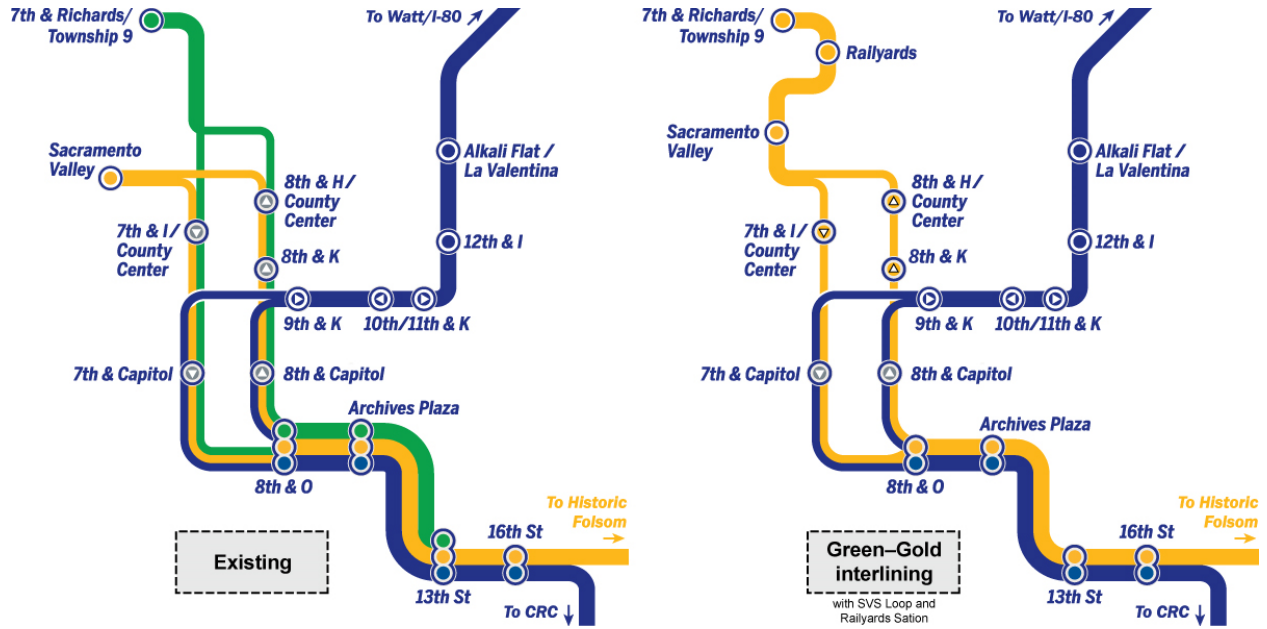 7th & Richards/
Township 9
To Watt/I-80
Sacramento
Valley
Alkali Flat /
La Valentina
8th & H/
County
Center
7th & I/
County
Center
12th & I
8th & K
9th & K
10th/11th & K
7th & Capitol
8th & Capitol
Archives Plaza
8th & O
To Historic
Folsom
16th St
Existing
13th St
To CRC
7th & Richards/
Township 9
To Watt/I-80
Railyards
Sacramento
Valley
Alkali Flat /
La Valentina
8th & H/
County
Center
7th & I/
County
Center
12th & I
8th & K
9th & K
10th/11th & K
7th & Capitol
8th & Capitol
Archives Plaza
8th & O
To Historic
Folsom
16th St
Green–Gold
interlining
13th St
with SVS Loop and
Railyards Sation
To CRC